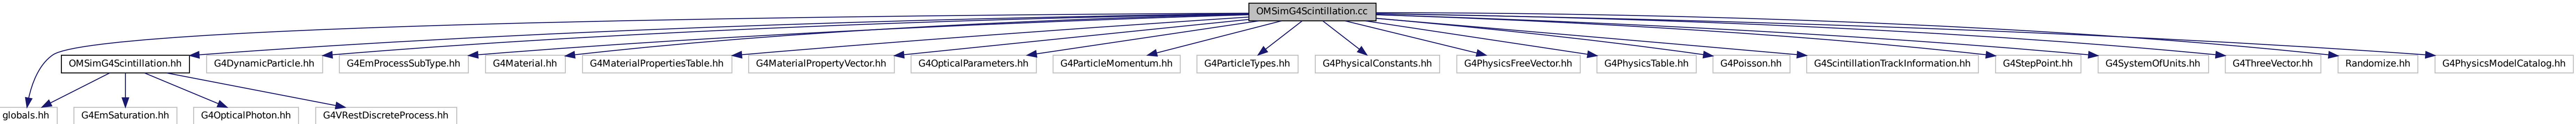 OMSimG4Scintillation.cc
OMSimG4Scintillation.hh
G4DynamicParticle.hh
G4EmProcessSubType.hh
G4Material.hh
G4MaterialPropertiesTable.hh
G4MaterialPropertyVector.hh
G4OpticalParameters.hh
G4ParticleMomentum.hh
G4ParticleTypes.hh
G4PhysicalConstants.hh
G4PhysicsFreeVector.hh
G4PhysicsTable.hh
G4Poisson.hh
G4ScintillationTrackInformation.hh
G4StepPoint.hh
G4SystemOfUnits.hh
G4ThreeVector.hh
Randomize.hh
G4PhysicsModelCatalog.hh
globals.hh
G4EmSaturation.hh
G4OpticalPhoton.hh
G4VRestDiscreteProcess.hh